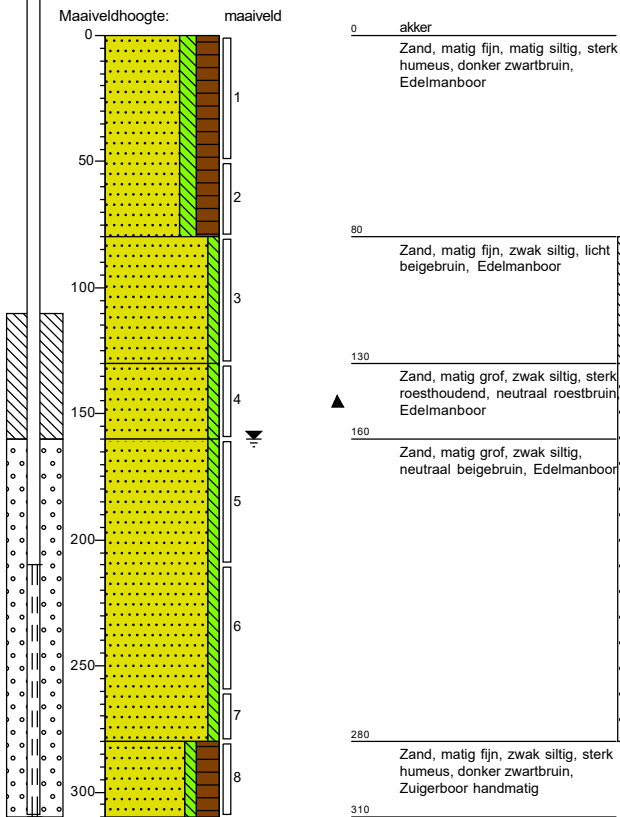 Maaiveldhoogte: maaiveld
0
50
100
150
200
250
300
1
2
3
4
5
6
7
8
0 akker
Zand, matig fijn, matig siltig, sterk
humeus, donker zwartbruin,
Edelmanboor
80
Zand, matig fijn, zwak siltig, licht
beigebruin, Edelmanboor
130
Zand, matig grof, zwak siltig, sterk
roesthoudend, neutraal roestbruin,
Edelmanboor
160
Zand, matig grof, zwak siltig,
neutraal beigebruin, Edelmanboor
280
Zand, matig fijn, zwak siltig, sterk
humeus, donker zwartbruin,
Zuigerboor handmatig
310